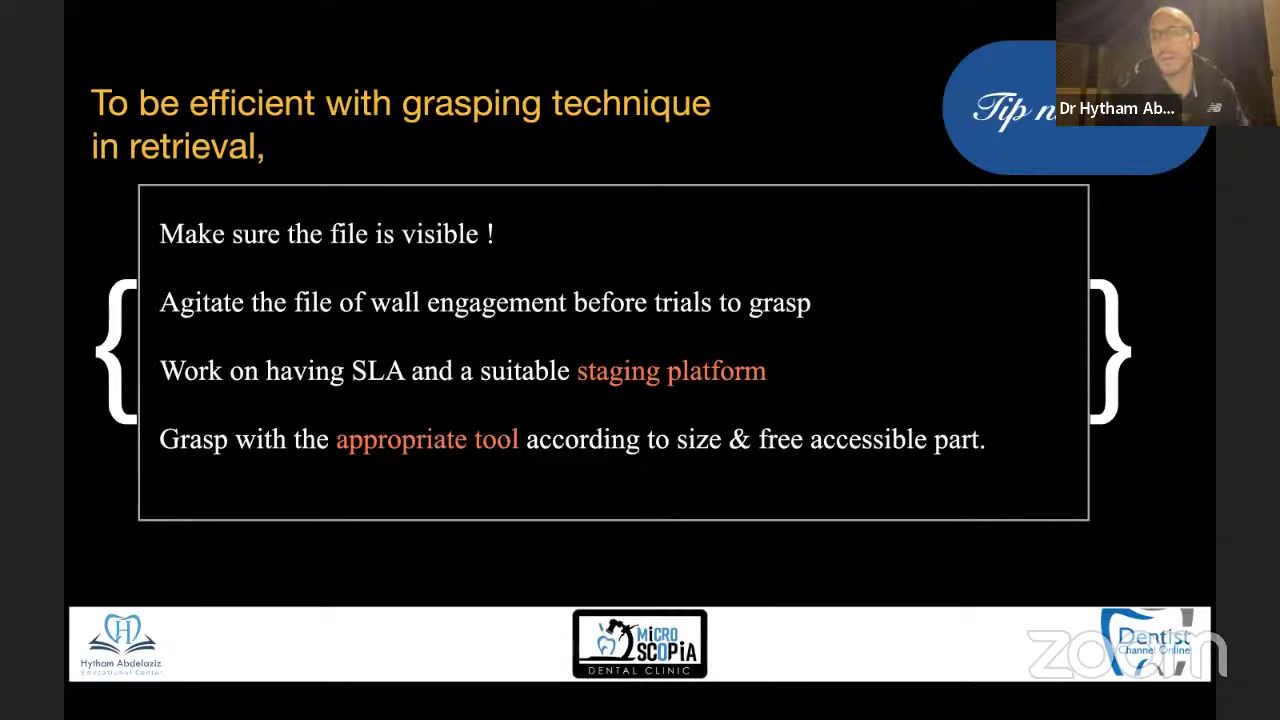 To be efficient with grasping technique
in retrieval,
Tip
Dr Hytham Ab...
Make sure the file is visible !
Agitate the file of wall engagement before trials to grasp
Work on having SLA and a suitable staging platform
Grasp with the appropriate tool according to size & free accessible part.
H
Hytham Abdelaziz
Educational Center
MiCRO
SCOPiA
DENTAL CLINIC
Dentist
Channel Online
zoom